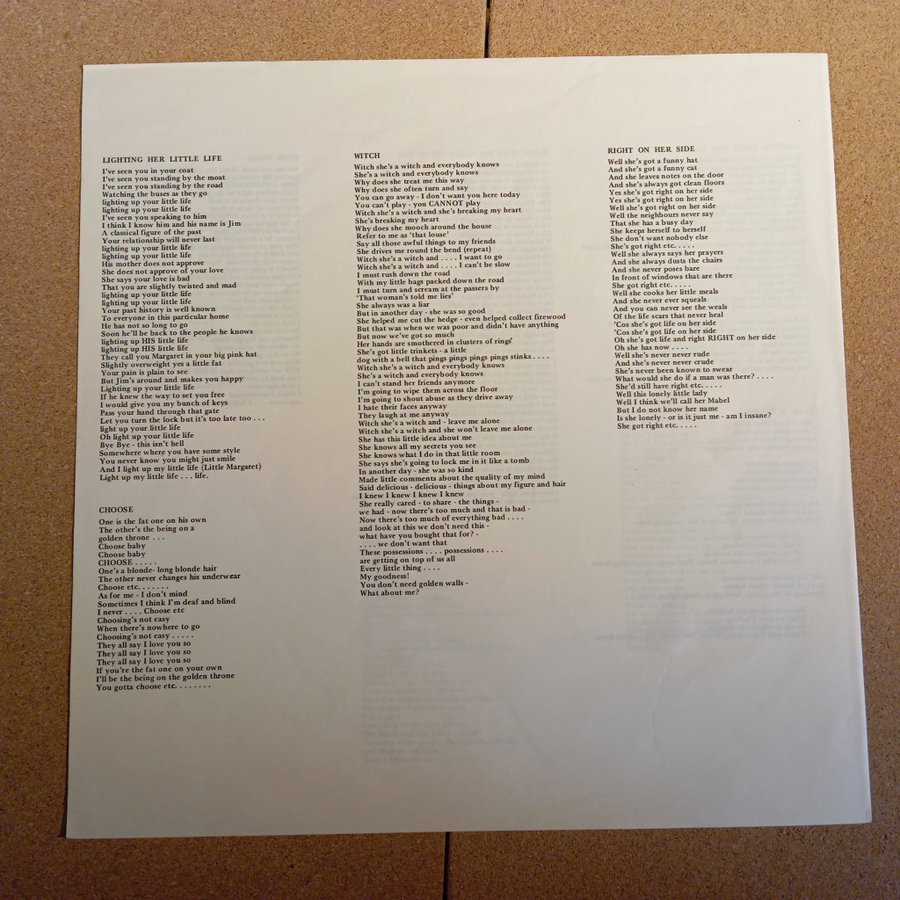 LIGHTING HER LITTLE LIFE
I've seen you in your coat
I've seen you standing by the moat
I've seen you standing by the road
Watching the buses as they go
lighting up your little life
lighting up your little life
I've seen you speaking to him
I think I know him and his name is Jim
A classical figure of the past
Your relationship will never last
lighting up your little life
lighting up your little life
His mother does not approve
She does not approve of your love
She says your love is bad
That you are slightly twisted and mad
lighting up your little life
lighting up your little life
Your past history is well known
To everyone in this particular home
He has not so long to go
Soon he'll be back to the people he knows
lighting up HIS little life
lighting up HIS little life
They call you Margaret in your big pink hat
Slightly overweight yes a little fat
Your pain is plain to see
But Jim's around and makes you happy
Lighting up your little life
If he knew the way to set you free
I would give you my bunch of keys
Pass your hand through that gate
Let you turn the lock but it's too late too . . .
light up your little life
Oh light up your little life
Bye Bye - this isn't hell
Somewhere where you have some style
You never know you might just smile
And I light up my little life (Little Margaret)
Light up my little life . . . life.
CHOOSE
One is the fat one on his own
The other's the being on a
golden throne . . .
Choose baby
Choose baby
CHOOSE . . . . .
One's a blonde- long blonde hair
The other never changes his underwear
Choose etc. . . . . . .
As for me - I don't mind
Sometimes I think I'm deaf and blind
I never . . . . Choose etc
Choosing's not easy
When there's nowhere to go
Choosing's not easy . . . . .
They all say I love you so
They all say I love you so
They all say I love you so
If you're the fat one on your own
I'll be the being on the golden throne
You gotta choose etc. . . . . . . .
WITCH
Witch she's a witch and everybody knows
She's a witch and everybody knows
Why does she treat me this way
Why does she often turn and say
You can go away - I don't want you here today
You can't play - you CANNOT play
Witch she's a witch and she's breaking my heart
She's breaking my heart
Why does she mooch around the house
Refer to me as 'that louse'
Say all those awful things to my friends
She drives me round the bend (repeat)
Witch she's a witch and . . . . I want to go
Witch she's a witch and . . . . I can't be slow
I must rush down the road
With my little bags packed down the road
I must turn and scream at the passers by
'That woman's told me lies'
She always was a liar
But in another day - she was so good
She helped me cut the hedge - even helped collect firewood
But that was when we was poor and didn't have anything
But now we've got so much
Her hands are smothered in clusters of rings'
She's got little trinkets - a little
dog with a bell that pings pings pings pings stinks . . . .
Witch she's a witch and everybody knows
She's a witch and everybody knows
I can't stand her friends anymore
I'm going to wipe them across the floor
I'm going to shout abuse as they drive away
I hate their faces anyway
They laugh at me anyway
Witch she's a witch and - leave me alone
Witch she's a witch and she won't leave me alone
She has this little idea about me
She knows all my secrets you see
She knows what I do in that little room
She says she's going to lock me in it like a tomb
In another day - she was so kind
Made little comments about the quality of my mind
Said delicious - delicious - things about my figure and hair
I knew I knew I knew I knew
She really cared - to share - the things -
we had - now there's too much and that is bad -
Now there's too much of everything bad . . . .
and look at this we don't need this -
what have you bought that for? -
. . . . we don't want that
These possessions . . . . possessions . . . .
are getting on top of us all
Every little thing . . . .
My goodness!
You don't need golden walls -
What about me?
RIGHT ON HER SIDE
Well she's got a funny hat
And she's got a funny cat
And she leaves notes on the door
And she's always got clean floors
Yes she's got right on her side
Yes she's got right on her side
Well she's got right on her side
Well the neighbours never say
That she has a busy day
She keeps herself to herself
She don't want nobody else
She's got right etc. . . . .
Well she always says her prayers
And she always dusts the chairs
And she never poses bare
In front of windows that are there
She got right etc. . . . .
Well she cooks her little meals
And she never ever squeals
And you can never see the weals
Of the life scars that never heal
'Cos she's got life on her side
'Cos she's got life on her side
Oh she's got life and right RIGHT on her side
Oh she has now . . . .
Well she's never never rude
And she's never never crude
She's never been known to swear
What would she do if a man was there? . . . .
She'd still have right etc. . . . .
Well this lonely little lady
Well I think we'll call her Mabel
But I do not know her name
Is she lonely - or is it just me - am I insane?
She got right etc. . . . .